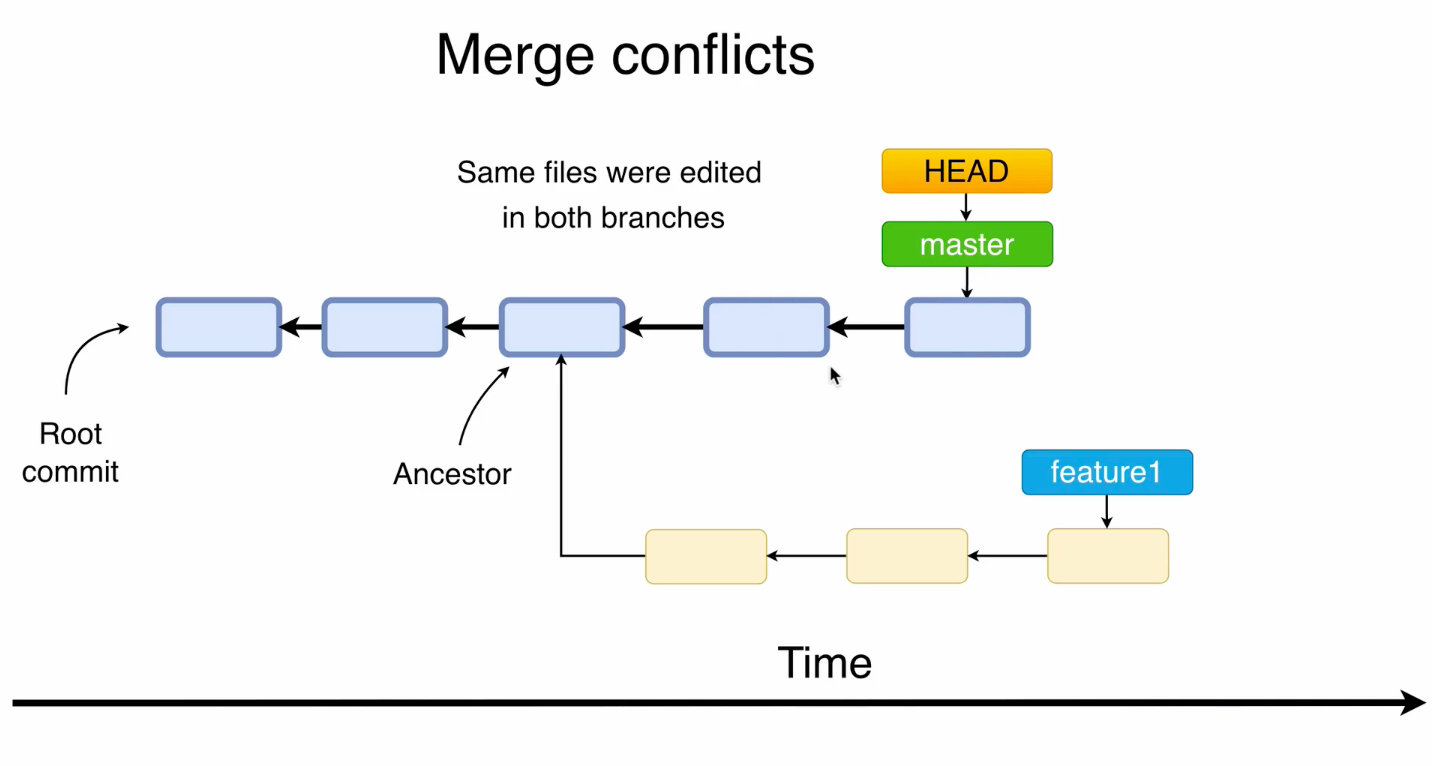 Merge conflicts
Same files were edited
in both branches
HEAD
master
Root
commit
Ancestor
feature1
Time